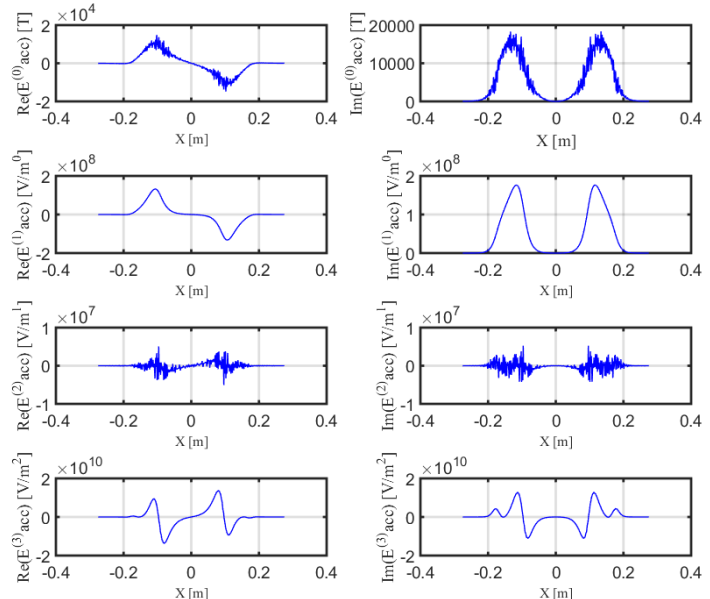 ×10^4
Re(E^(0)acc) [T]
2
0
-2
-0.4 -0.2 0 0.2 0.4
X [m]
Im(E^(0)acc) [T]
20000
10000
0
-0.4 -0.2 0 0.2 0.4
X [m]
×10^8
Re(E^(1)acc) [V/m^0]
2
0
-2
-0.4 -0.2 0 0.2 0.4
X [m]
×10^8
Im(E^(1)acc) [V/m^0]
2
1
0
-0.4 -0.2 0 0.2 0.4
X [m]
×10^7
Re(E^(2)acc) [V/m^1]
1
0
-1
-0.4 -0.2 0 0.2 0.4
X [m]
×10^7
Im(E^(2)acc) [V/m^1]
1
0
-1
-0.4 -0.2 0 0.2 0.4
X [m]
×10^10
Re(E^(3)acc) [V/m^2]
2
0
-2
-0.4 -0.2 0 0.2 0.4
X [m]
×10^10
Im(E^(3)acc) [V/m^2]
2
0
-2
-0.4 -0.2 0 0.2 0.4
X [m]